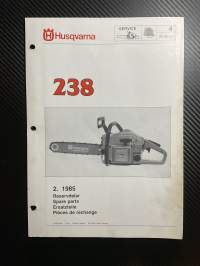 Husqvarna
SERVICE
238
2. 1985
Reservdelar
Spare parts
Ersatzteile
Pièces de rechange